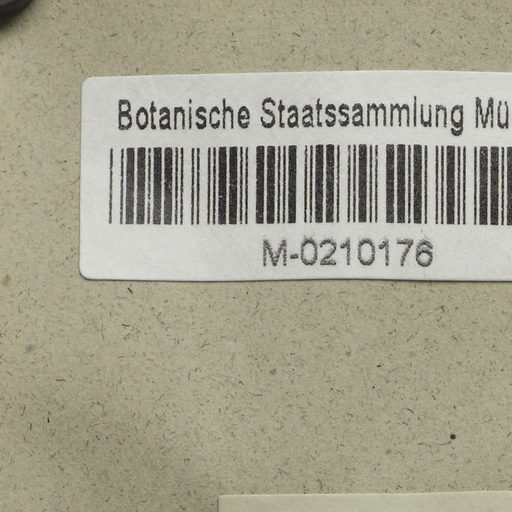 Botanische Staatssammlung Mü
M-0210176